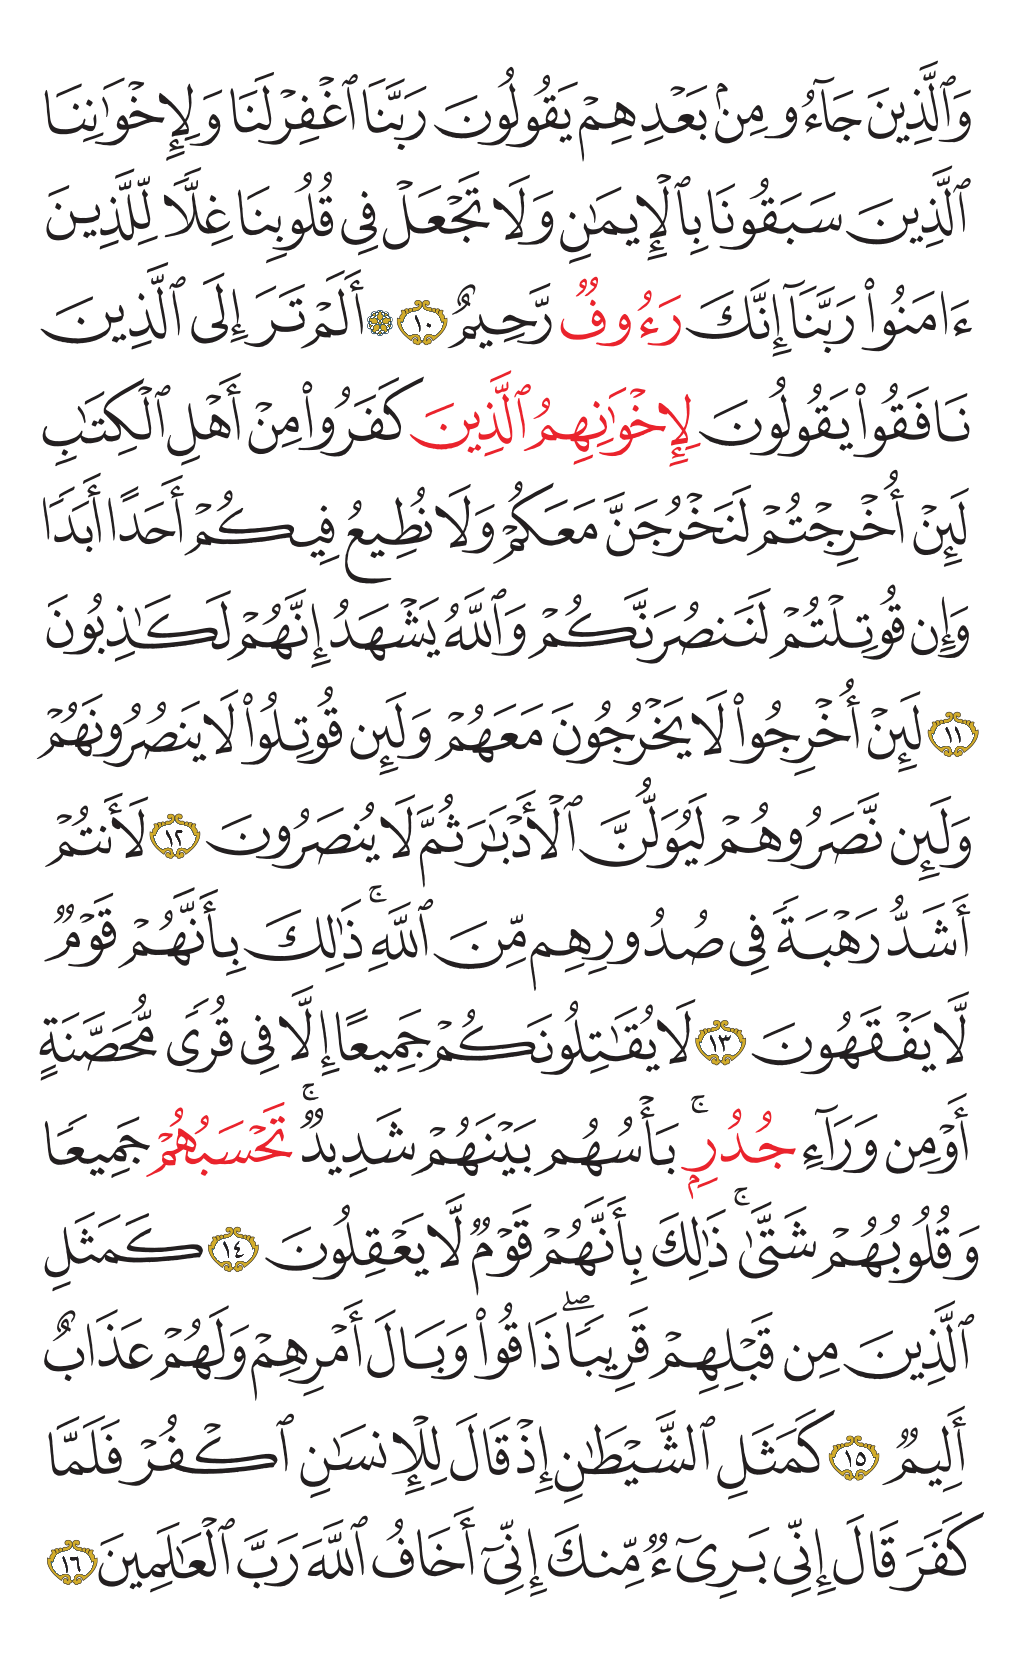 وَٱلَّذِينَ جَآءُو مِنۢ بَعْدِهِمْ يَقُولُونَ رَبَّنَا ٱغْفِرْ لَنَا وَلِإِخْوَٰنِنَا
ٱلَّذِينَ سَبَقُونَا بِٱلْإِيمَٰنِ وَلَا تَجْعَلْ فِى قُلُوبِنَا غِلًّا لِّلَّذِينَ
ءَامَنُوا۟ رَبَّنَآ إِنَّكَ رَءُوفٌ رَّحِيمٌ ١٠ ۞ أَلَمْ تَرَ إِلَى ٱلَّذِينَ
نَافَقُوا۟ يَقُولُونَ لِإِخْوَٰنِهِمُ ٱلَّذِينَ كَفَرُوا۟ مِنْ أَهْلِ ٱلْكِتَٰبِ
لَئِنْ أُخْرِجْتُمْ لَنَخْرُجَنَّ مَعَكُمْ وَلَا نُطِيعُ فِيكُمْ أَحَدًا أَبَدًا
وَإِن قُوتِلْتُمْ لَنَنصُرَنَّكُمْ وَٱللَّهُ يَشْهَدُ إِنَّهُمْ لَكَٰذِبُونَ
١١ لَئِنْ أُخْرِجُوا۟ لَا يَخْرُجُونَ مَعَهُمْ وَلَئِن قُوتِلُوا۟ لَا يَنصُرُونَهُمْ
وَلَئِن نَّصَرُوهُمْ لَيُوَلُّنَّ ٱلْأَدْبَٰرَ ثُمَّ لَا يُنصَرُونَ ١٢ لَأَنتُمْ
أَشَدُّ رَهْبَةً فِى صُدُورِهِم مِّنَ ٱللَّهِ ۚ ذَٰلِكَ بِأَنَّهُمْ قَوْمٌ
لَّا يَفْقَهُونَ ١٣ لَا يُقَٰتِلُونَكُمْ جَمِيعًا إِلَّا فِى قُرًى مُّحَصَّنَةٍ
أَوْ مِن وَرَآءِ جُدُرٍۭ ۚ بَأْسُهُم بَيْنَهُمْ شَدِيدٌ ۚ تَحْسَبُهُمْ جَمِيعًا
وَقُلُوبُهُمْ شَتَّىٰ ۚ ذَٰلِكَ بِأَنَّهُمْ قَوْمٌ لَّا يَعْقِلُونَ ١٤ كَمَثَلِ
ٱلَّذِينَ مِن قَبْلِهِمْ قَرِيبًا ۖ ذَاقُوا۟ وَبَالَ أَمْرِهِمْ وَلَهُمْ عَذَابٌ
أَلِيمٌ ١٥ كَمَثَلِ ٱلشَّيْطَٰنِ إِذْ قَالَ لِلْإِنسَٰنِ ٱكْفُرْ فَلَمَّا
كَفَرَ قَالَ إِنِّى بَرِىٓءٌ مِّنكَ إِنِّىٓ أَخَافُ ٱللَّهَ رَبَّ ٱلْعَٰلَمِينَ ١٦